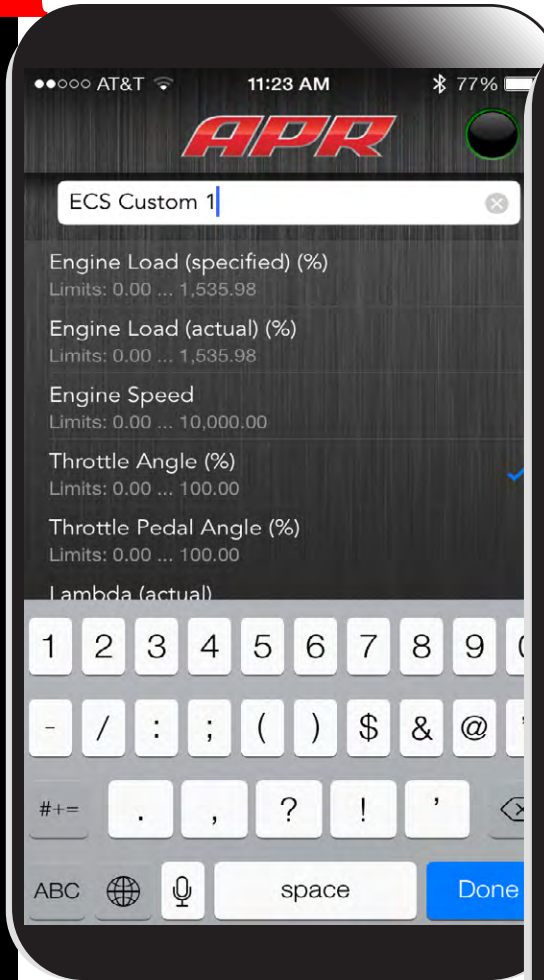 AT&T 11:23 AM 77%
APR
ECS Custom 1
Engine Load (specified) (%)
Limits: 0.00 ... 1,535.98
Engine Load (actual) (%)
Limits: 0.00 ... 1,535.98
Engine Speed
Limits: 0.00 ... 10,000.00
Throttle Angle (%)
Limits: 0.00 ... 100.00
Throttle Pedal Angle (%)
Limits: 0.00 ... 100.00
Lambda (actual)
1 2 3 4 5 6 7 8 9
- / : ; ( ) $ & @
#+= . , ? ! ’
ABC space Done